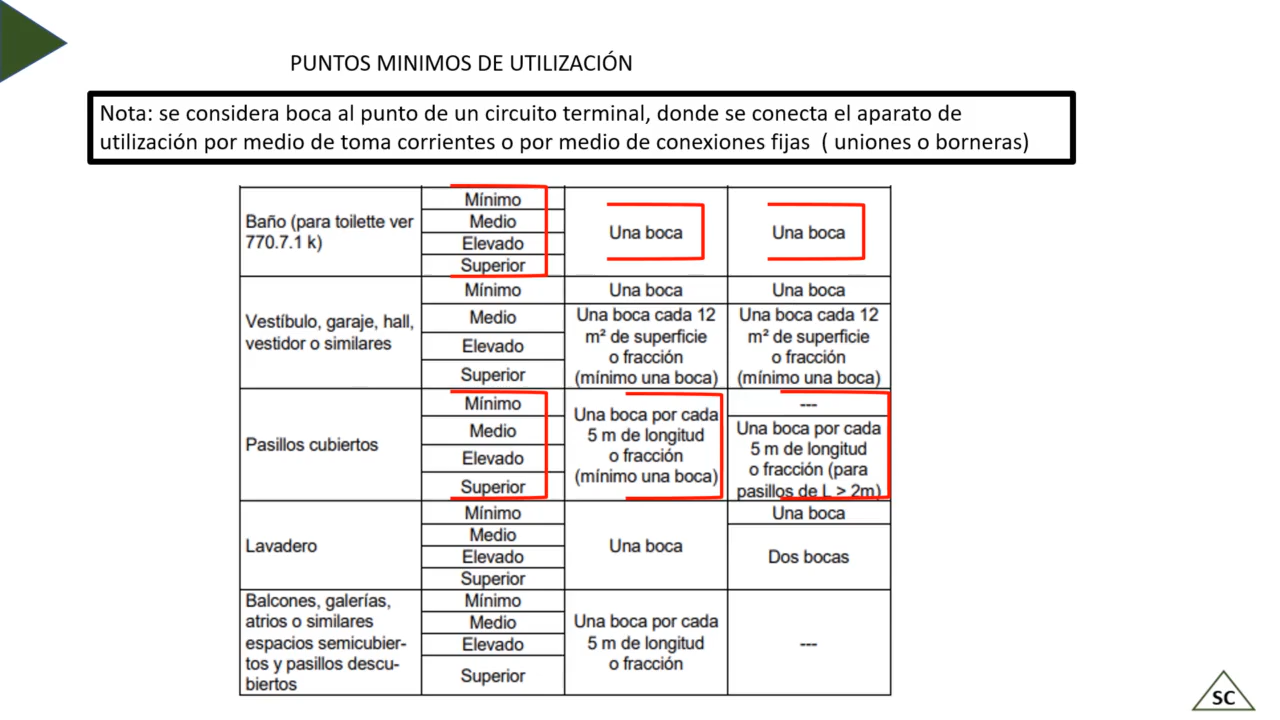 PUNTOS MINIMOS DE UTILIZACIÓN
Nota: se considera boca al punto de un circuito terminal, donde se conecta el aparato de
utilización por medio de toma corrientes o por medio de conexiones fijas ( uniones o borneras)
Baño (para toilette ver
770.7.1 k)
Mínimo
Medio
Elevado
Superior
Una boca
Una boca
Vestíbulo, garaje, hall,
vestidor o similares
Mínimo
Medio
Elevado
Superior
Una boca
Una boca cada 12
m² de superficie
o fracción
(mínimo una boca)
Una boca
Una boca cada 12
m² de superficie
o fracción
(mínimo una boca)
Pasillos cubiertos
Mínimo
Medio
Elevado
Superior
Una boca por cada
5 m de longitud
o fracción
(mínimo una boca)
---
Una boca por cada
5 m de longitud
o fracción (para
pasillos de L > 2m)
Lavadero
Mínimo
Medio
Elevado
Superior
Una boca
Una boca
Dos bocas
Balcones, galerías,
atrios o similares
espacios semicubier-
tos y pasillos descu-
biertos
Mínimo
Medio
Elevado
Superior
Una boca por cada
5 m de longitud
o fracción
---
SC